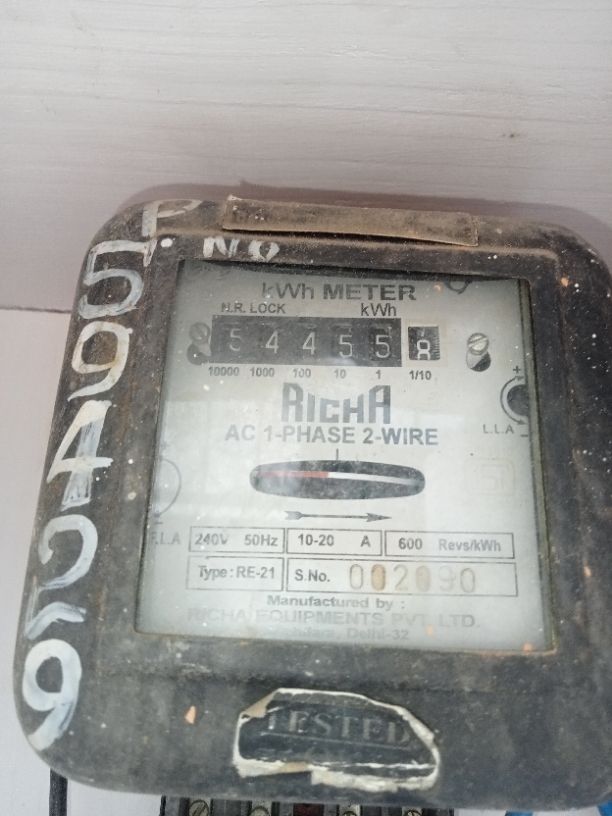 P. No
59429
kWh METER
N.R. LOCK kWh
5 4 4 5 5 8
10000 1000 100 10 1 1/10
RICHA
AC 1-PHASE 2-WIRE
+
L.L.A -
F.L.A
240V 50Hz 10-20 A 600 Revs/kWh
Type : RE-21 S.No. 002090
Manufactured by :
RICHA EQUIPMENTS PVT. LTD.
Delhi-32
TESTED